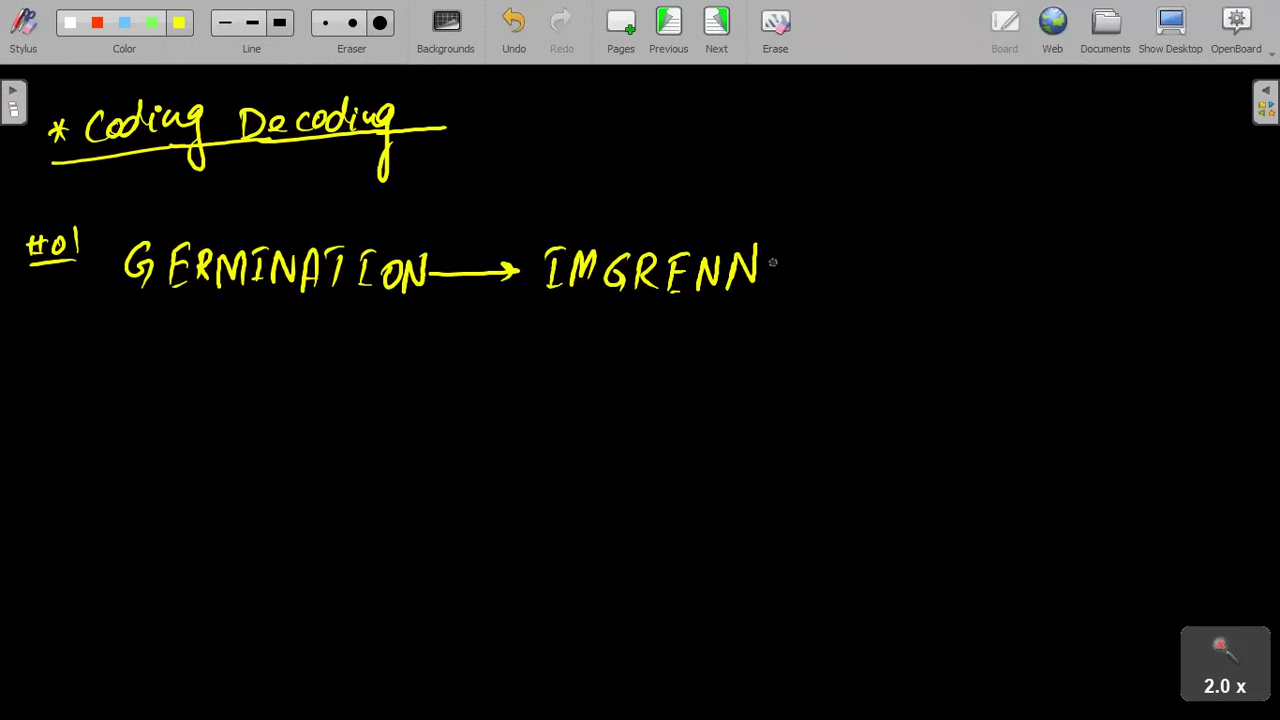 Stylus Color Line Eraser Backgrounds Undo Redo Pages Previous Next Erase Board Web Documents Show Desktop OpenBoard
* Coding Decoding
#01 GERMINATION → IMGRENN
2.0 x